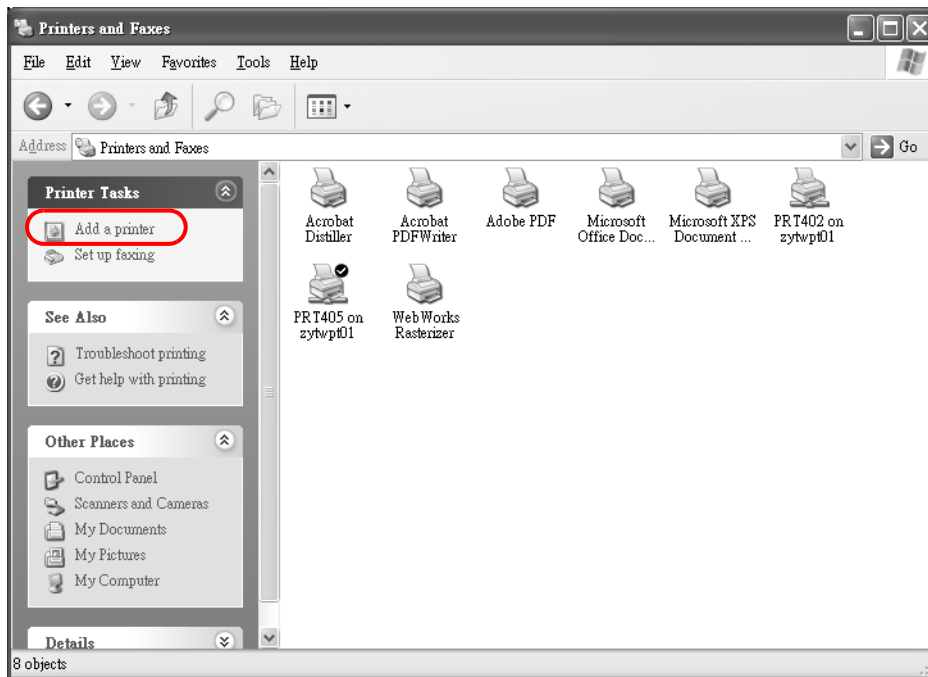 Printers and Faxes
File Edit View Favorites Tools Help
Address Printers and Faxes Go
Printer Tasks
Add a printer
Set up faxing
See Also
Troubleshoot printing
Get help with printing
Other Places
Control Panel
Scanners and Cameras
My Documents
My Pictures
My Computer
Details
Acrobat
Distiller
Acrobat
PDFWriter
Adobe PDF
Microsoft
Office Doc...
Microsoft XPS
Document ...
PRT402 on
zytwpt01
PRT405 on
zytwpt01
WebWorks
Rasterizer
8 objects